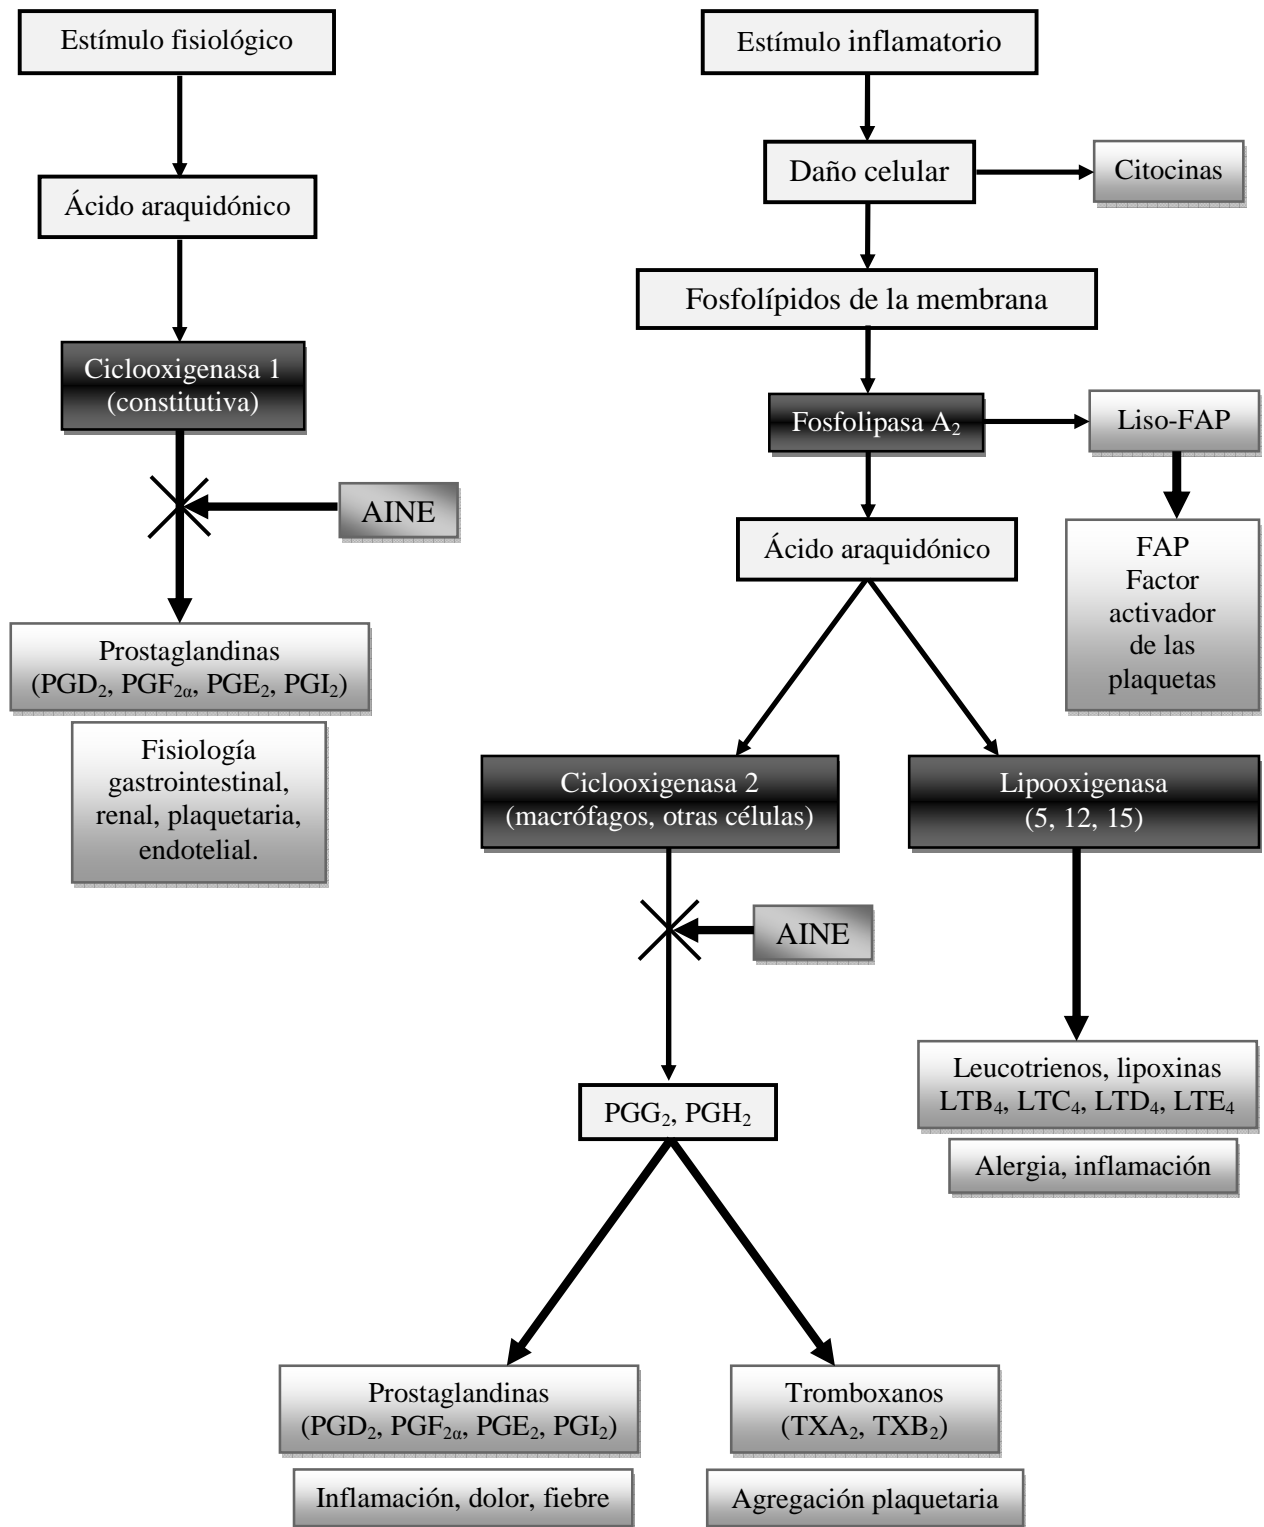 Estímulo fisiológico
Ácido araquidónico
Ciclooxigenasa 1
(constitutiva)
AINE
Prostaglandinas
(PGD₂, PGF₂α, PGE₂, PGI₂)
Fisiología
gastrointestinal,
renal, plaquetaria,
endotelial.
Estímulo inflamatorio
Daño celular
Citocinas
Fosfolípidos de la membrana
Fosfolipasa A₂
Liso-FAP
FAP
Factor
activador
de las
plaquetas
Ácido araquidónico
Ciclooxigenasa 2
(macrófagos, otras células)
Lipooxigenasa
(5, 12, 15)
AINE
Leucotrienos, lipoxinas
LTB₄, LTC₄, LTD₄, LTE₄
Alergia, inflamación
PGG₂, PGH₂
Prostaglandinas
(PGD₂, PGF₂α, PGE₂, PGI₂)
Inflamación, dolor, fiebre
Tromboxanos
(TXA₂, TXB₂)
Agregación plaquetaria